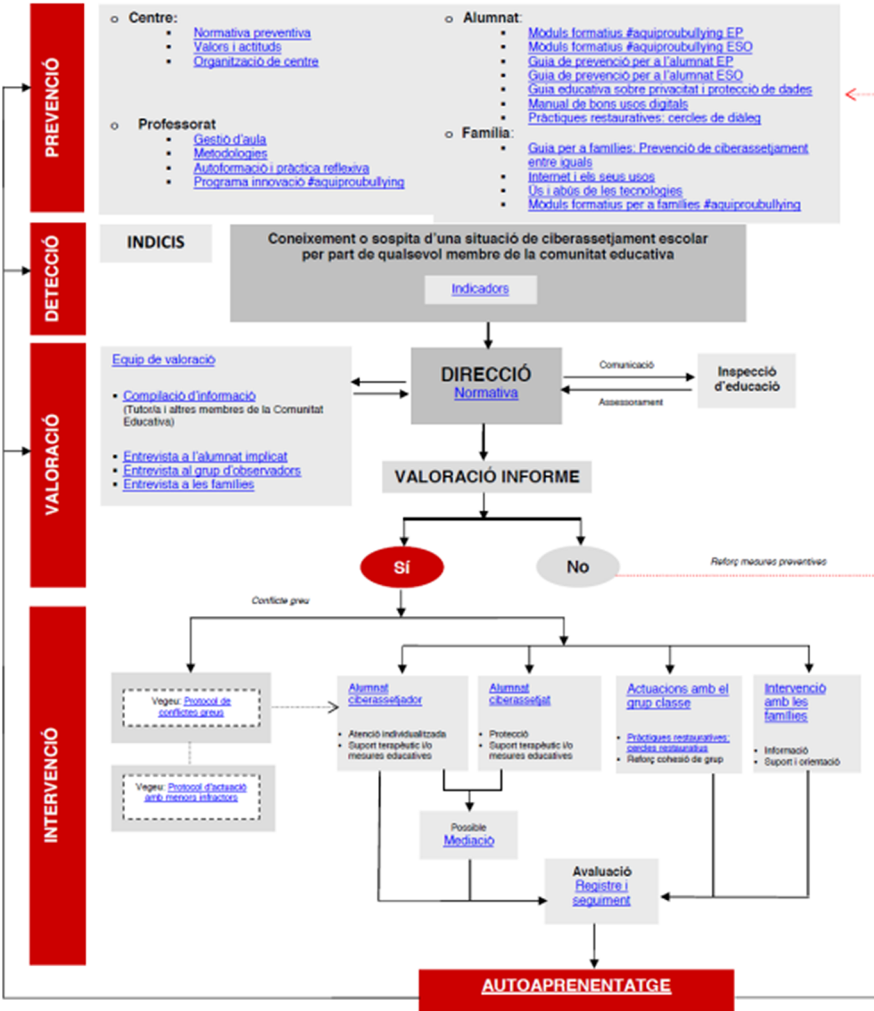 PREVENCIÓ
Centre:
Normativa preventiva
Valors i actituds
Organització de centre
Professorat
Gestió d'aula
Metodologies
Autoformació i pràctica reflexiva
Programa innovació #aquiproubullying
Alumnat:
Mòduls formatius #aquiproubullying EP
Mòduls formatius #aquiproubullying ESO
Guia de prevenció per a l'alumnat EP
Guia de prevenció per a l'alumnat ESO
Guia educativa sobre privacitat i protecció de dades
Manual de bons usos digitals
Pràctiques restauratives: cercles de diàleg
Família:
Guia per a famílies: Prevenció de ciberassetjament
entre iguals
Internet i els seus usos
Ús i abús de les tecnologies
Mòduls formatius per a famílies #aquiproubullying
DETECCIÓ
INDICIS
Coneixement o sospita d'una situació de ciberassetjament escolar
per part de qualsevol membre de la comunitat educativa
Indicadors
VALORACIÓ
Equip de valoració
Compilació d'informació
(Tutor/a i altres membres de la Comunitat
Educativa)
Entrevista a l'alumnat implicat
Entrevista al grup d'observadors
Entrevista a les famílies
DIRECCIÓ
Normativa
Comunicació
Assessorament
Inspecció
d'educació
VALORACIÓ INFORME
Sí
No
Reforç mesures preventives
INTERVENCIÓ
Conflicte greu
Vegeu: Protocol de
conflictes greus
Vegeu: Protocol d'actuació
amb menors infractors
Alumnat
ciberassetjador
Atenció individualitzada
Suport terapèutic i/o
mesures educatives
Alumnat
ciberassetjat
Protecció
Suport terapèutic i/o
mesures educatives
Actuacions amb el
grup classe
Pràctiques restauratives:
cercles restauratius
Reforç cohesió de grup
Intervenció
amb les
famílies
Informació
Suport i orientació
Possible
Mediació
Avaluació
Registre i
seguiment
AUTOAPRENENTATGE